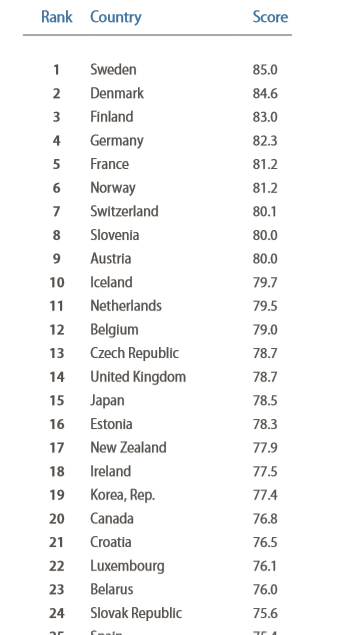 Rank Country Score
1 Sweden 85.0
2 Denmark 84.6
3 Finland 83.0
4 Germany 82.3
5 France 81.2
6 Norway 81.2
7 Switzerland 80.1
8 Slovenia 80.0
9 Austria 80.0
10 Iceland 79.7
11 Netherlands 79.5
12 Belgium 79.0
13 Czech Republic 78.7
14 United Kingdom 78.7
15 Japan 78.5
16 Estonia 78.3
17 New Zealand 77.9
18 Ireland 77.5
19 Korea, Rep. 77.4
20 Canada 76.8
21 Croatia 76.5
22 Luxembourg 76.1
23 Belarus 76.0
24 Slovak Republic 75.6